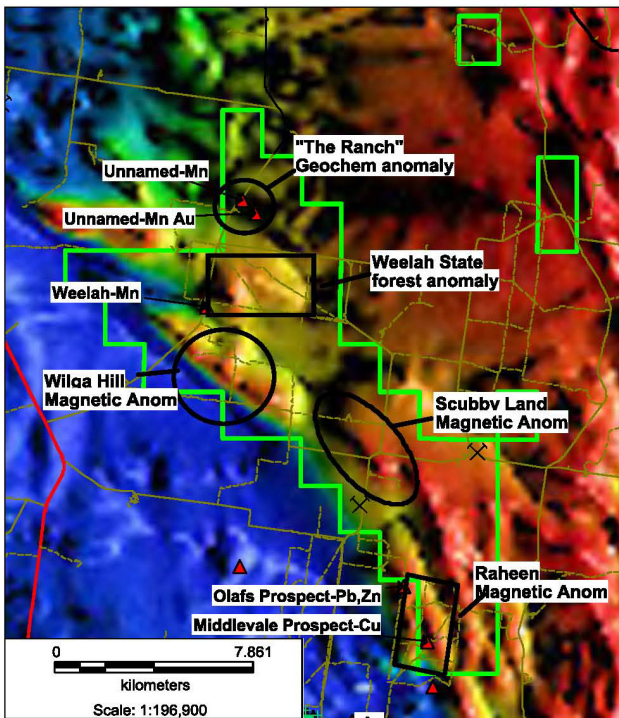 "The Ranch"
Geochem anomaly
Unnamed-Mn
Unnamed-Mn Au
Weelah State
forest anomaly
Weelah-Mn
Wilga Hill
Magnetic Anom
Scubbv Land
Magnetic Anom
Raheen
Magnetic Anom
Olafs Prospect-Pb,Zn
Middlevale Prospect-Cu
0 7.861
kilometers
Scale: 1:196,900